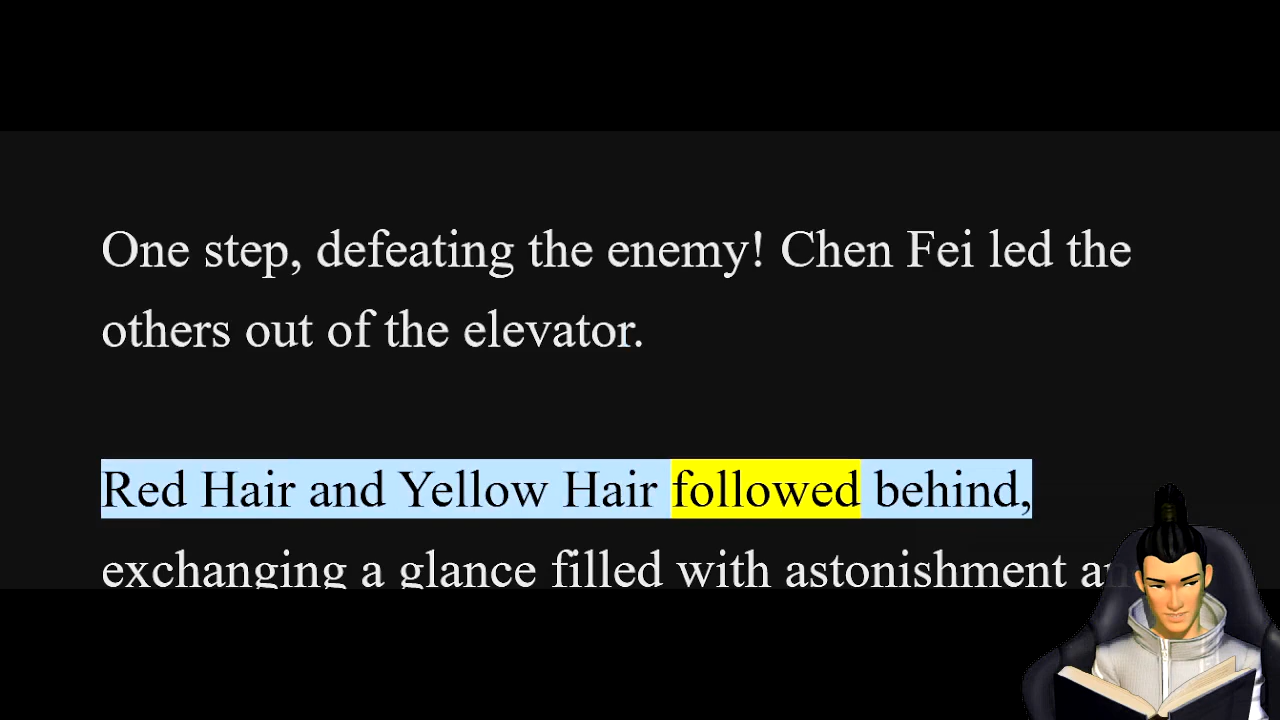 One step, defeating the enemy! Chen Fei led the
others out of the elevator.
Red Hair and Yellow Hair followed behind,
exchanging a glance filled with astonishment